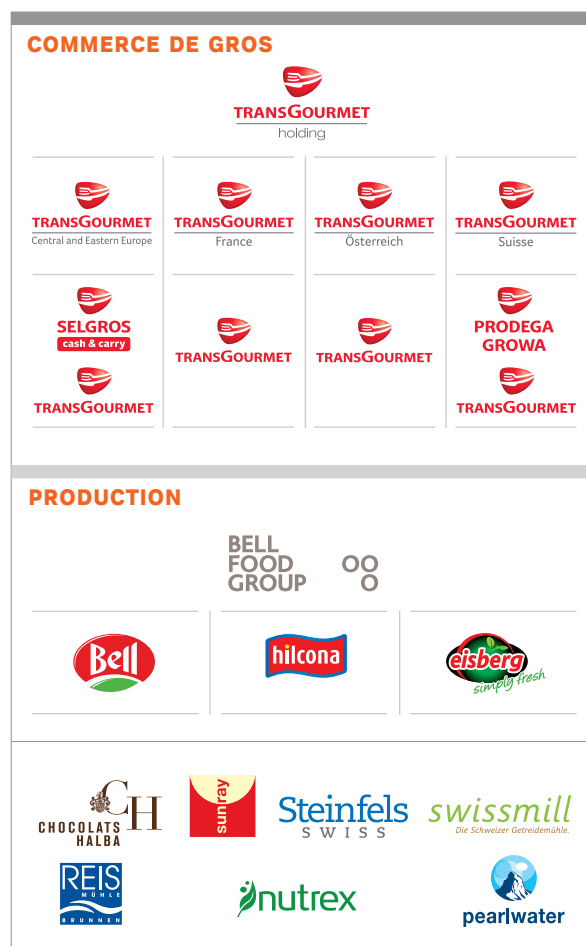 COMMERCE DE GROS
TRANSGOURMET
holding
TRANSGOURMET
Central and Eastern Europe
TRANSGOURMET
France
TRANSGOURMET
Österreich
TRANSGOURMET
Suisse
SELGROS
cash & carry
TRANSGOURMET
TRANSGOURMET
TRANSGOURMET
PRODEGA
GROWA
TRANSGOURMET
PRODUCTION
BELL
FOOD
GROUP
Bell
hilcona
eisberg
simply fresh
CH
CHOCOLATS
HALBA
sunray
Steinfels
SWISS
swissmill
Die Schweizer Getreidemühle.
REIS
MÜHLE
BRUNNEN
nutrex
pearlwater